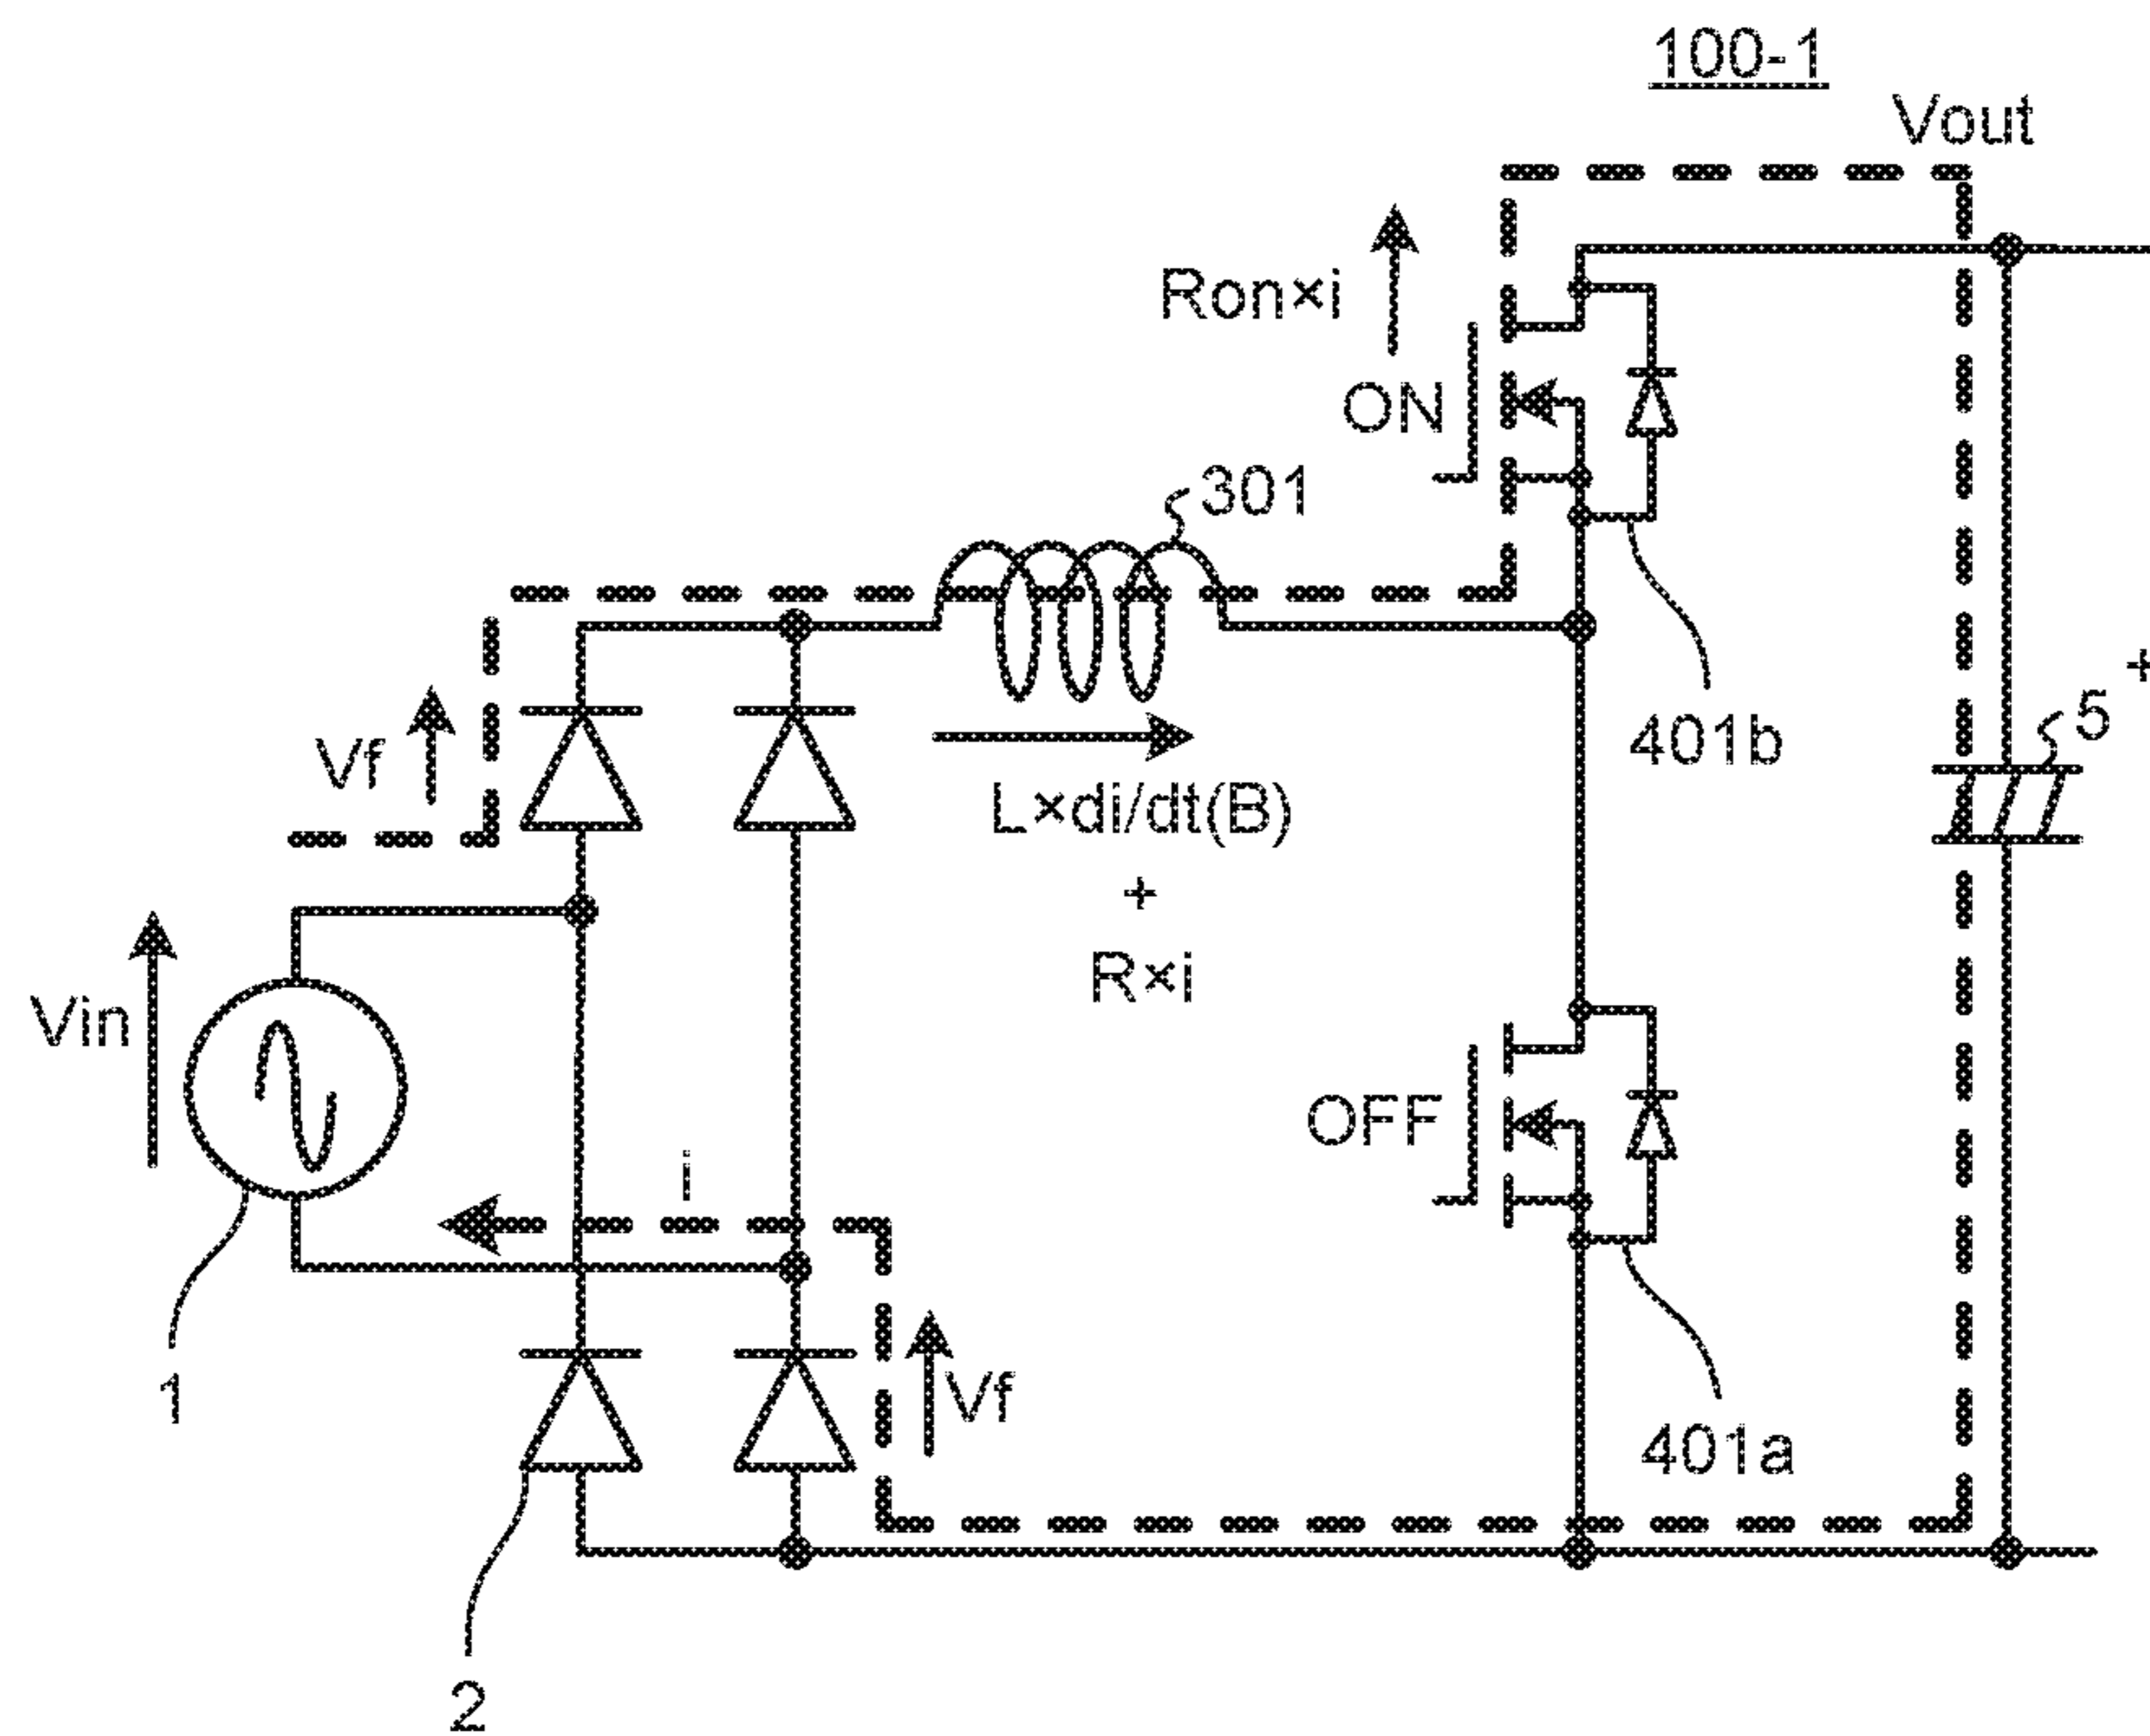 100-1
Vout
Ron×i
ON
301
Vf
401b
5
+
L×di/dt(B)
+
R×i
Vin
OFF
i
1
Vf
401a
2